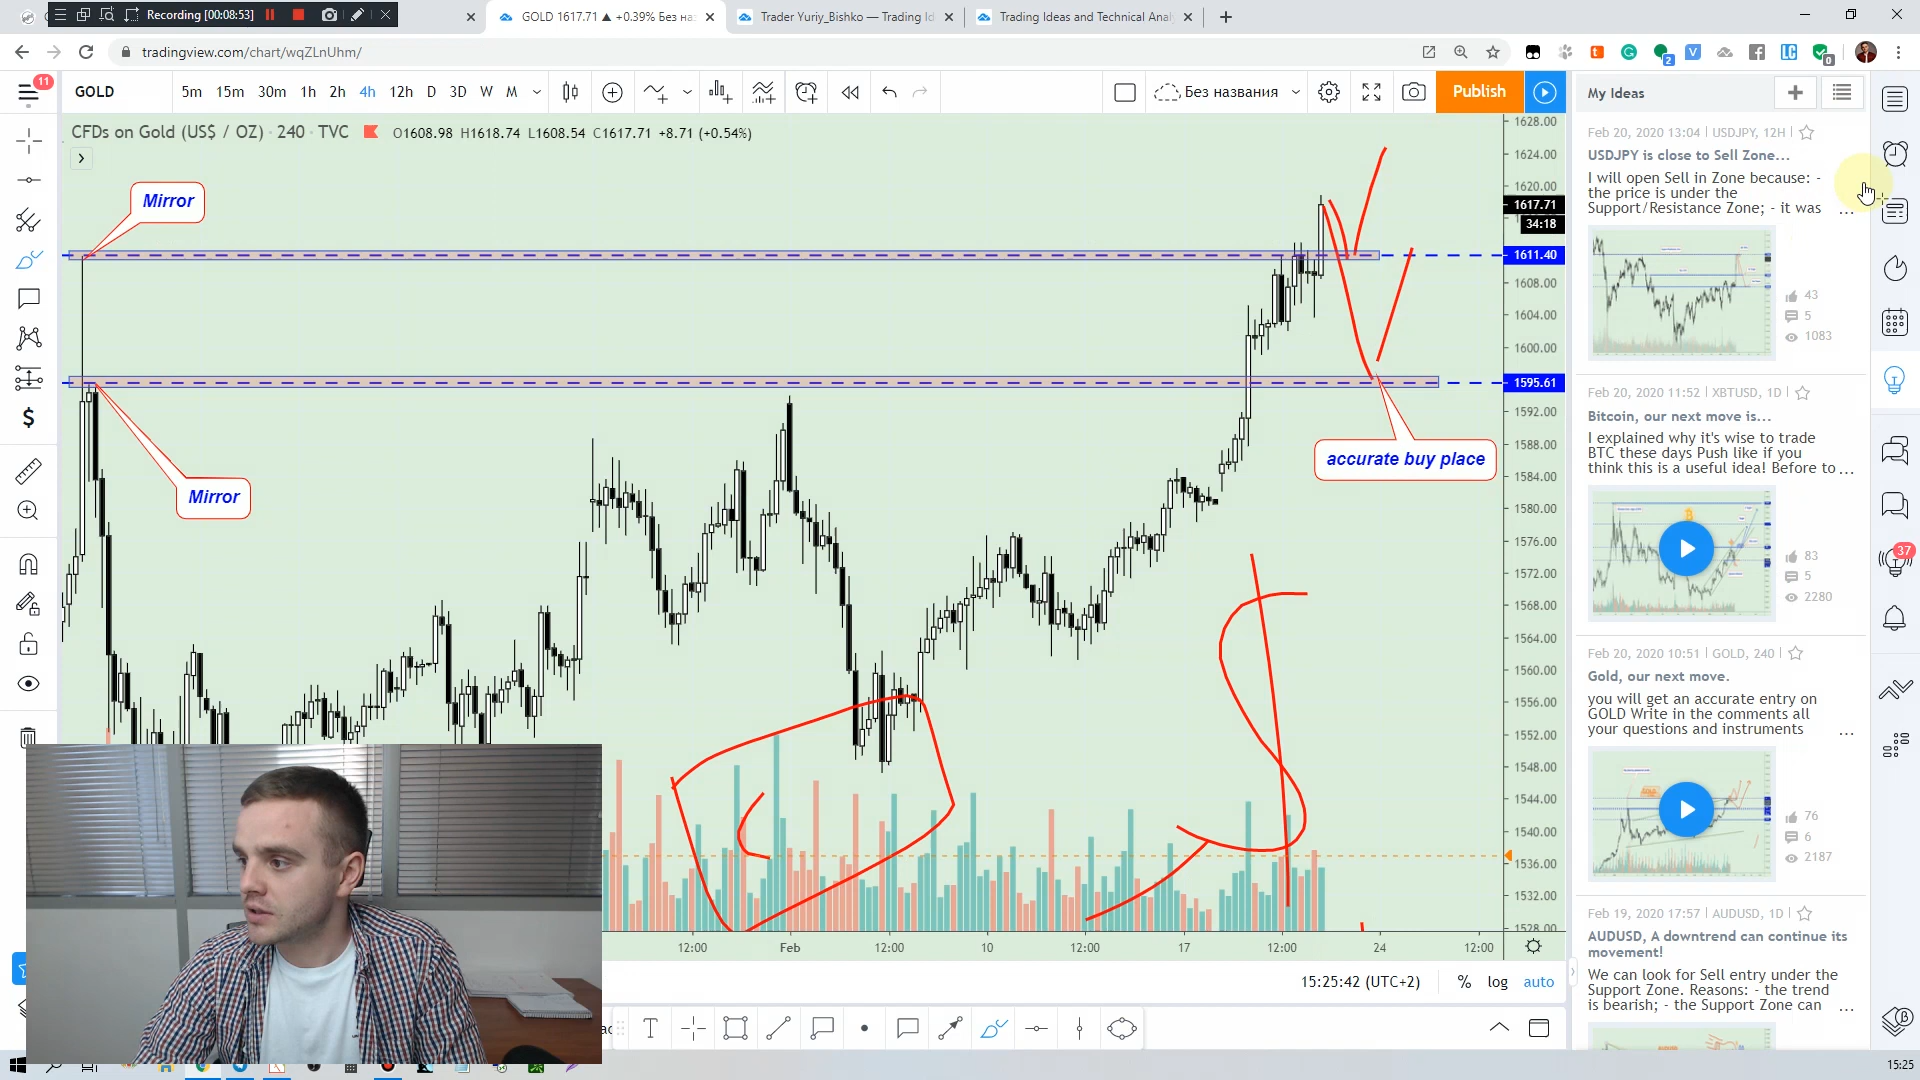 Recording [00:08:53]
GOLD 1617.71 ▲ +0.39% Без на
Trader Yuriy_Bishko — Trading Id
Trading Ideas and Technical Anal
tradingview.com/chart/wqZLnUhm/
2
0
11
GOLD
5m 15m 30m 1h 2h 4h 12h D 3D W M
Без названия
Publish
My Ideas
CFDs on Gold (US$ / OZ) · 240 · TVC
O1608.98 H1618.74 L1608.54 C1617.71 +8.71 (+0.54%)
Mirror
Mirror
accurate buy place
1628.00
1624.00
1620.00
1617.71
34:18
1611.40
1608.00
1604.00
1600.00
1595.61
1592.00
1588.00
1584.00
1580.00
1576.00
1572.00
1568.00
1564.00
1560.00
1556.00
1552.00
1548.00
1544.00
1540.00
1536.00
1532.00
1528.00
12:00 Feb 12:00 10 12:00 17 12:00 24 12:00
15:25:42 (UTC+2) % log auto
Feb 20, 2020 13:04 | USDJPY, 12H
USDJPY is close to Sell Zone...
I will open Sell in Zone because: -
the price is under the
Support/Resistance Zone; - it was ...
43
5
1083
Feb 20, 2020 11:52 | XBTUSD, 1D
Bitcoin, our next move is...
I explained why it's wise to trade
BTC these days Push like if you
think this is a useful idea! Before to ...
83
5
2280
Feb 20, 2020 10:51 | GOLD, 240
Gold, our next move.
you will get an accurate entry on
GOLD Write in the comments all
your questions and instruments ...
76
6
2187
Feb 19, 2020 17:57 | AUDUSD, 1D
AUDUSD, A downtrend can continue its
movement!
We can look for Sell entry under the
Support Zone. Reasons: - the trend
is bearish; - the Support Zone can ...
37
15:25